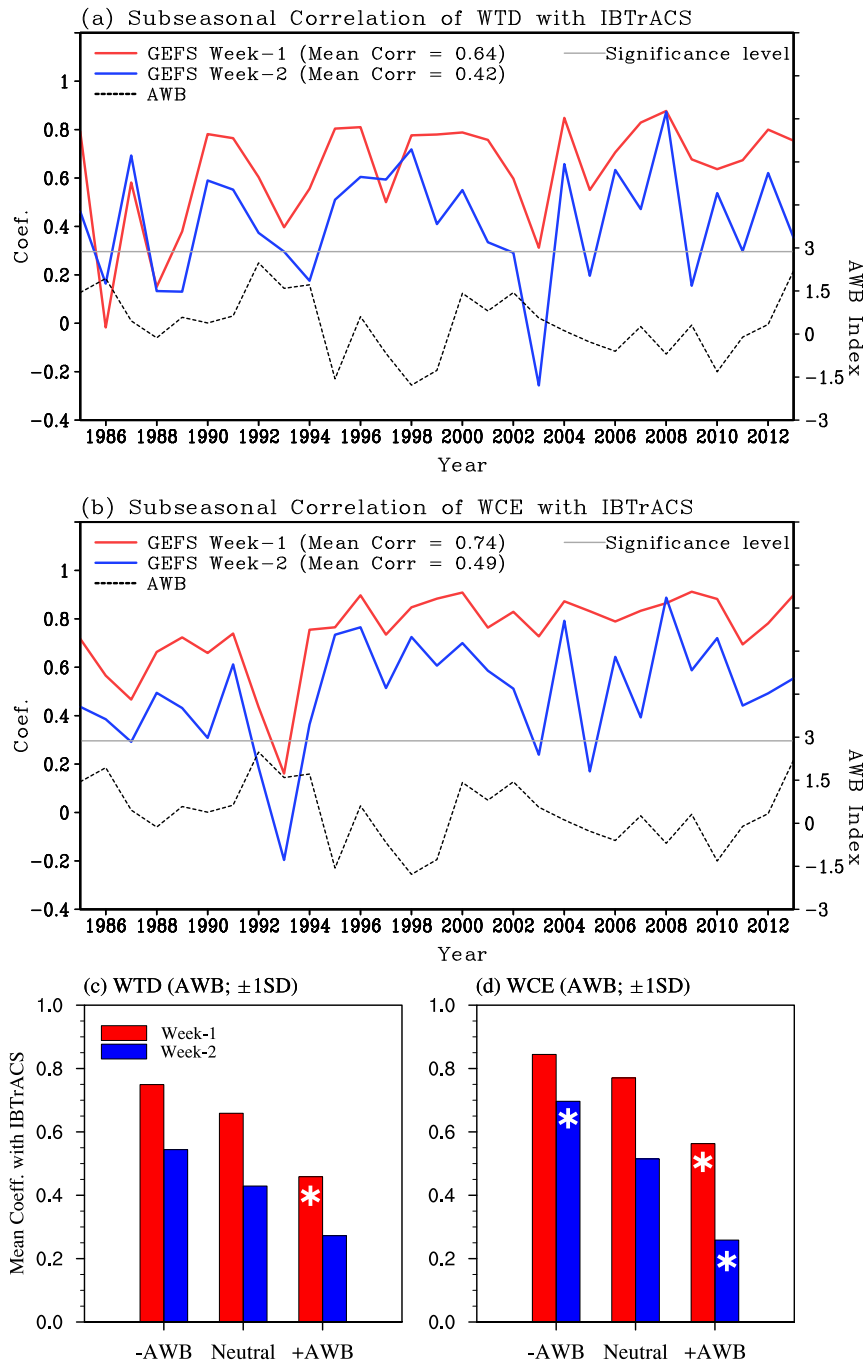 (a) Subseasonal Correlation of WTD with IBTrACS
GEFS Week-1 (Mean Corr = 0.64)
Significance level
GEFS Week-2 (Mean Corr = 0.42)
AWB
1
0.8
0.6
0.4
0.2
0
-0.2
-0.4
Coef.
3
1.5
0
-1.5
-3
AWB Index
1986 1988 1990 1992 1994 1996 1998 2000 2002 2004 2006 2008 2010 2012
Year
(b) Subseasonal Correlation of WCE with IBTrACS
GEFS Week-1 (Mean Corr = 0.74)
Significance level
GEFS Week-2 (Mean Corr = 0.49)
AWB
1
0.8
0.6
0.4
0.2
0
-0.2
-0.4
Coef.
3
1.5
0
-1.5
-3
AWB Index
1986 1988 1990 1992 1994 1996 1998 2000 2002 2004 2006 2008 2010 2012
Year
(c) WTD (AWB; ±1SD)
Week-1
Week-2
1.0
0.8
0.6
0.4
0.2
0.0
Mean Coeff. with IBTrACS
*
-AWB Neutral +AWB
(d) WCE (AWB; ±1SD)
1.0
0.8
0.6
0.4
0.2
0.0
*
*
*
-AWB Neutral +AWB